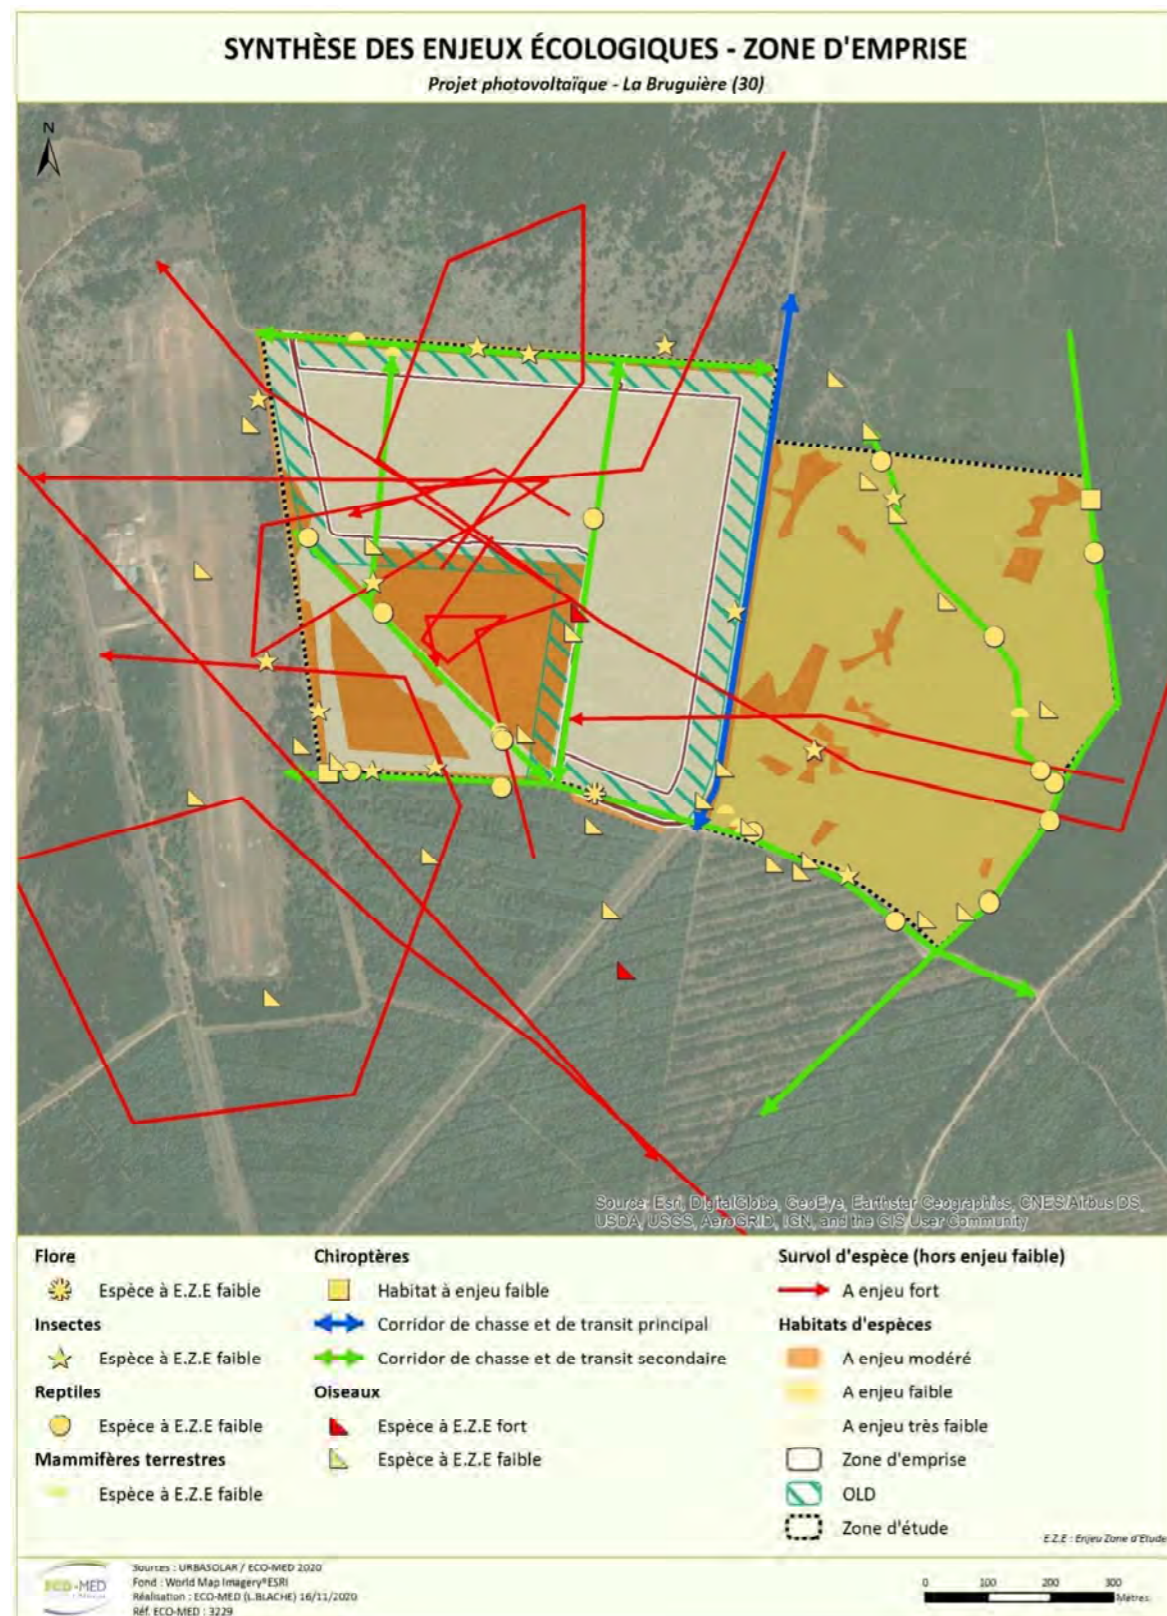 SYNTHÈSE DES ENJEUX ÉCOLOGIQUES - ZONE D'EMPRISE
Projet photovoltaïque - La Bruguière (30)
N
Source: Esri, DigitalGlobe, GeoEye, Earthstar Geographics, CNES/Airbus DS,
USDA, USGS, AeroGRID, IGN, and the GIS User Community
Flore
Espèce à E.Z.E faible
Insectes
Espèce à E.Z.E faible
Reptiles
Espèce à E.Z.E faible
Mammifères terrestres
Espèce à E.Z.E faible
Chiroptères
Habitat à enjeu faible
Corridor de chasse et de transit principal
Corridor de chasse et de transit secondaire
Oiseaux
Espèce à E.Z.E fort
Espèce à E.Z.E faible
Survol d'espèce (hors enjeu faible)
A enjeu fort
Habitats d'espèces
A enjeu modéré
A enjeu faible
A enjeu très faible
Zone d'emprise
OLD
Zone d'étude
E.Z.E : Enjeu Zone d'Etude
ECO-MED
Sources : URBASOLAR / ECO-MED 2020
Fond : World Map Imagery®ESRI
Réalisation : ECO-MED (L.BLACHE) 16/11/2020
Réf. ECO-MED : 3229
0 100 200 300
Mètres